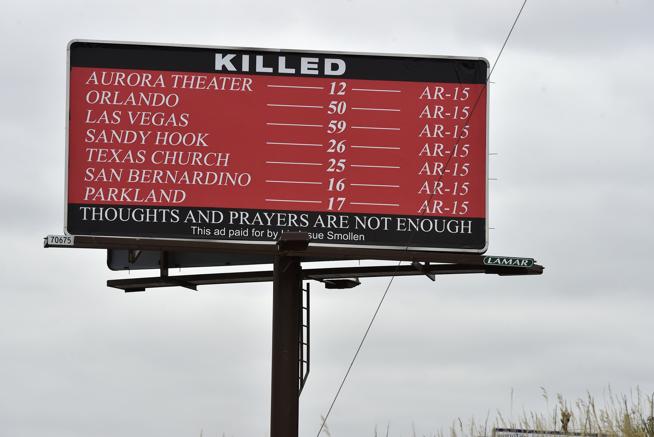 KILLED
AURORA THEATER 12 AR-15
ORLANDO 50 AR-15
LAS VEGAS 59 AR-15
SANDY HOOK 26 AR-15
TEXAS CHURCH 25 AR-15
SAN BERNARDINO 16 AR-15
PARKLAND 17 AR-15
THOUGHTS AND PRAYERS ARE NOT ENOUGH
This ad paid for by Smollen
70675
LAMAR